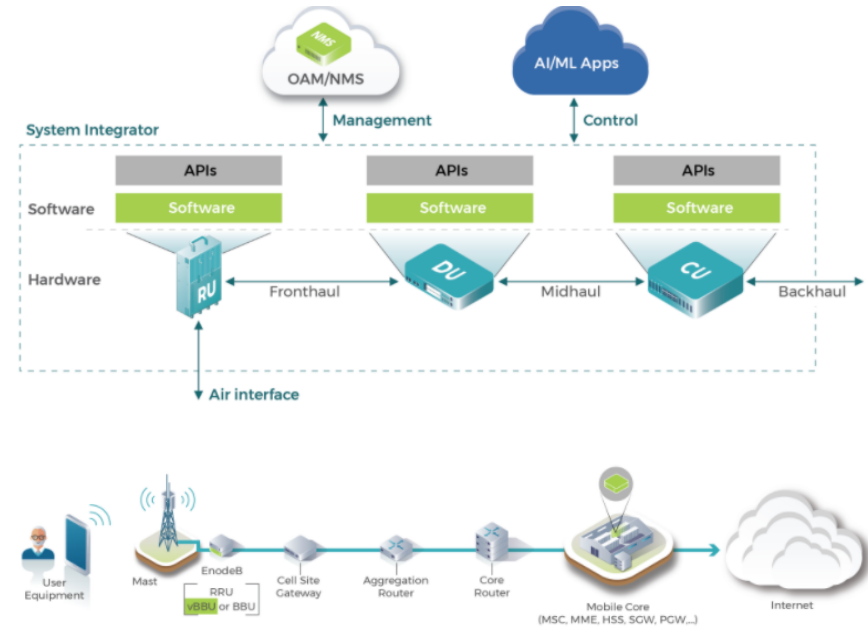 NMS
OAM/NMS
AI/ML Apps
Management
Control
System Integrator
APIs
APIs
APIs
Software
Software
Software
Software
Hardware
RU
Fronthaul
DU
Midhaul
CU
Backhaul
Air interface
User
Equipment
Mast
EnodeB
RRU
vBBU or BBU
Cell Site
Gateway
Aggregation
Router
Core
Router
Mobile Core
(MSC, MME, HSS, SGW, PGW,...)
Internet